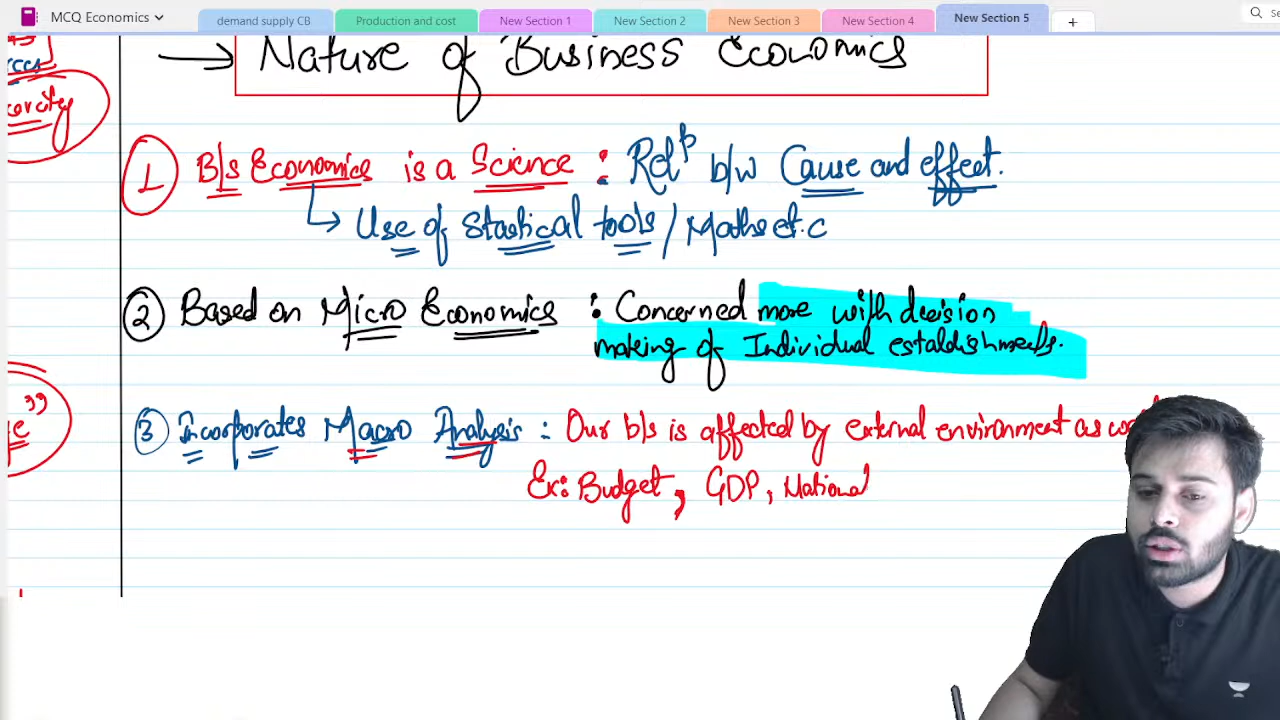 MCQ Economics
demand supply CB
Production and cost
New Section 1
New Section 2
New Section 3
New Section 4
New Section 5
+
Nature of Business Economics
1 B/s Economics is a Science : Relp b/w Cause and effect.
Use of Stastical tools / Maths et.c
2 Based on Micro Economics : Concerned more with decision
making of Individual establishments.
3 Incorporates Macro Analysis : Our b/s is affected by external environment as
Ex: Budget, GDP, National